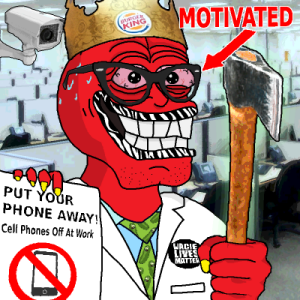 BURGER
KING
MOTIVATED
PUT YOUR
PHONE AWAY!
Cell Phones Off At Work
WAGIE
LIVES
MATTER